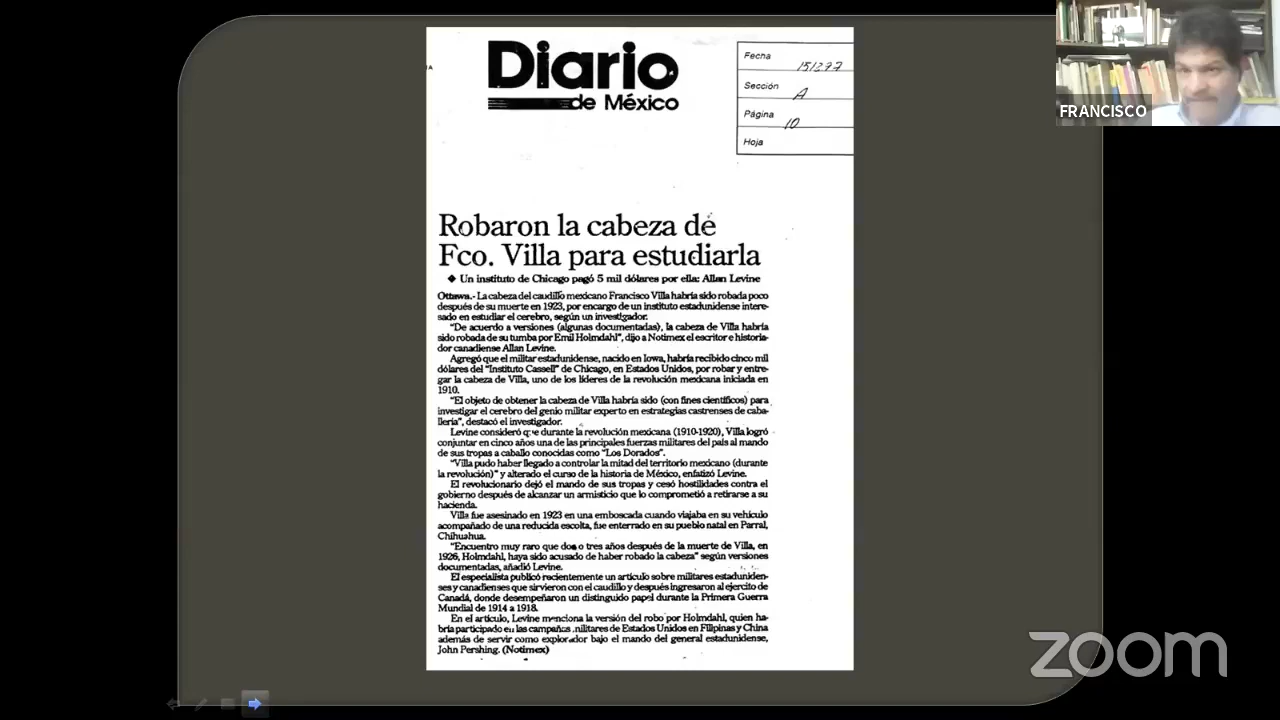 Diario
de México
Fecha 151297
Sección A
Página 10
Hoja
FRANCISCO
Robaron la cabeza de
Fco. Villa para estudiarla
◆ Un instituto de Chicago pagó 5 mil dólares por ella: Allan Levine
Ottawa.- La cabeza del caudillo mexicano Francisco Villa habría sido robada poco
después de su muerte en 1923, por encargo de un instituto estadunidense intere-
sado en estudiar el cerebro, según un investigador.
"De acuerdo a versiones (algunas documentadas), la cabeza de Villa habría
sido robada de su tumba por Emil Holmdahl", dijo a Notimex el escritor e historia-
dor canadiense Allan Levine.
Agregó que el militar estadunidense, nacido en Iowa, habría recibido cinco mil
dólares del "Instituto Cassell" de Chicago, en Estados Unidos, por robar y entre-
gar la cabeza de Villa, uno de los líderes de la revolución mexicana iniciada en
1910.
"El objeto de obtener la cabeza de Villa habría sido (con fines científicos) para
investigar el cerebro del genio militar experto en estrategias castrenses de caba-
llería", destacó el investigador.
Levine consideró que durante la revolución mexicana (1910-1920), Villa logró
conjuntar en cinco años una de las principales fuerzas militares del país al mando
de sus tropas a caballo conocidas como "Los Dorados".
"Villa pudo haber llegado a controlar la mitad del territorio mexicano (durante
la revolución)" y alterado el curso de la historia de México, enfatizó Levine.
El revolucionario dejó el mando de sus tropas y cesó hostilidades contra el
gobierno después de alcanzar un armisticio que lo comprometió a retirarse a su
hacienda.
Villa fue asesinado en 1923 en una emboscada cuando viajaba en su vehículo
acompañado de una reducida escolta, fue enterrado en su pueblo natal en Parral,
Chihuahua.
"Encuentro muy raro que dos o tres años después de la muerte de Villa, en
1926, Holmdahl, haya sido acusado de haber robado la cabeza" según versiones
documentadas, añadió Levine.
El especialista publicó recientemente un artículo sobre militares estaduniden-
ses y canadienses que sirvieron con el caudillo y después ingresaron al ejército de
Canadá, donde desempeñaron un distinguido papel durante la Primera Guerra
Mundial de 1914 a 1918.
En el artículo, Levine menciona la versión del robo por Holmdahl, quien ha-
bría participado en las campañas militares de Estados Unidos en Filipinas y China
además de servir como explorador bajo el mando del general estadunidense,
John Pershing. (Notimex)
zoom